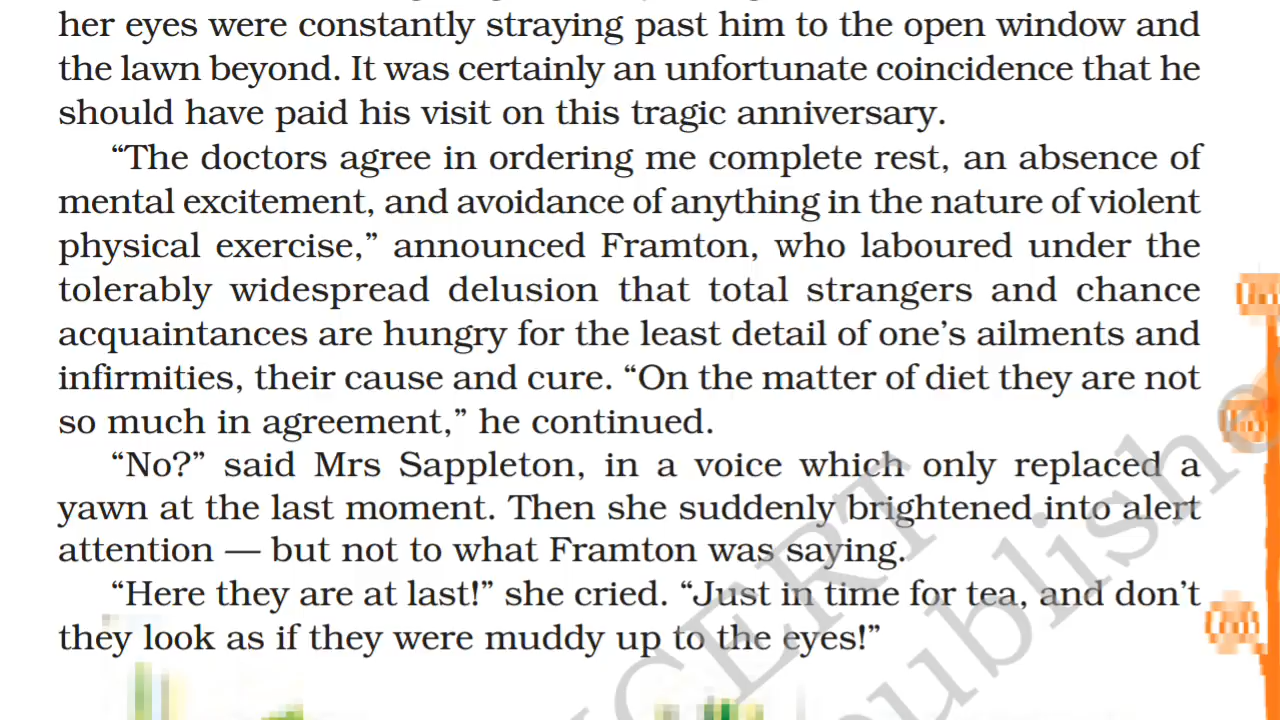 her eyes were constantly straying past him to the open window and
the lawn beyond. It was certainly an unfortunate coincidence that he
should have paid his visit on this tragic anniversary.
“The doctors agree in ordering me complete rest, an absence of
mental excitement, and avoidance of anything in the nature of violent
physical exercise,” announced Framton, who laboured under the
tolerably widespread delusion that total strangers and chance
acquaintances are hungry for the least detail of one’s ailments and
infirmities, their cause and cure. “On the matter of diet they are not
so much in agreement,” he continued.
“No?” said Mrs Sappleton, in a voice which only replaced a
yawn at the last moment. Then she suddenly brightened into alert
attention — but not to what Framton was saying.
“Here they are at last!” she cried. “Just in time for tea, and don’t
they look as if they were muddy up to the eyes!”